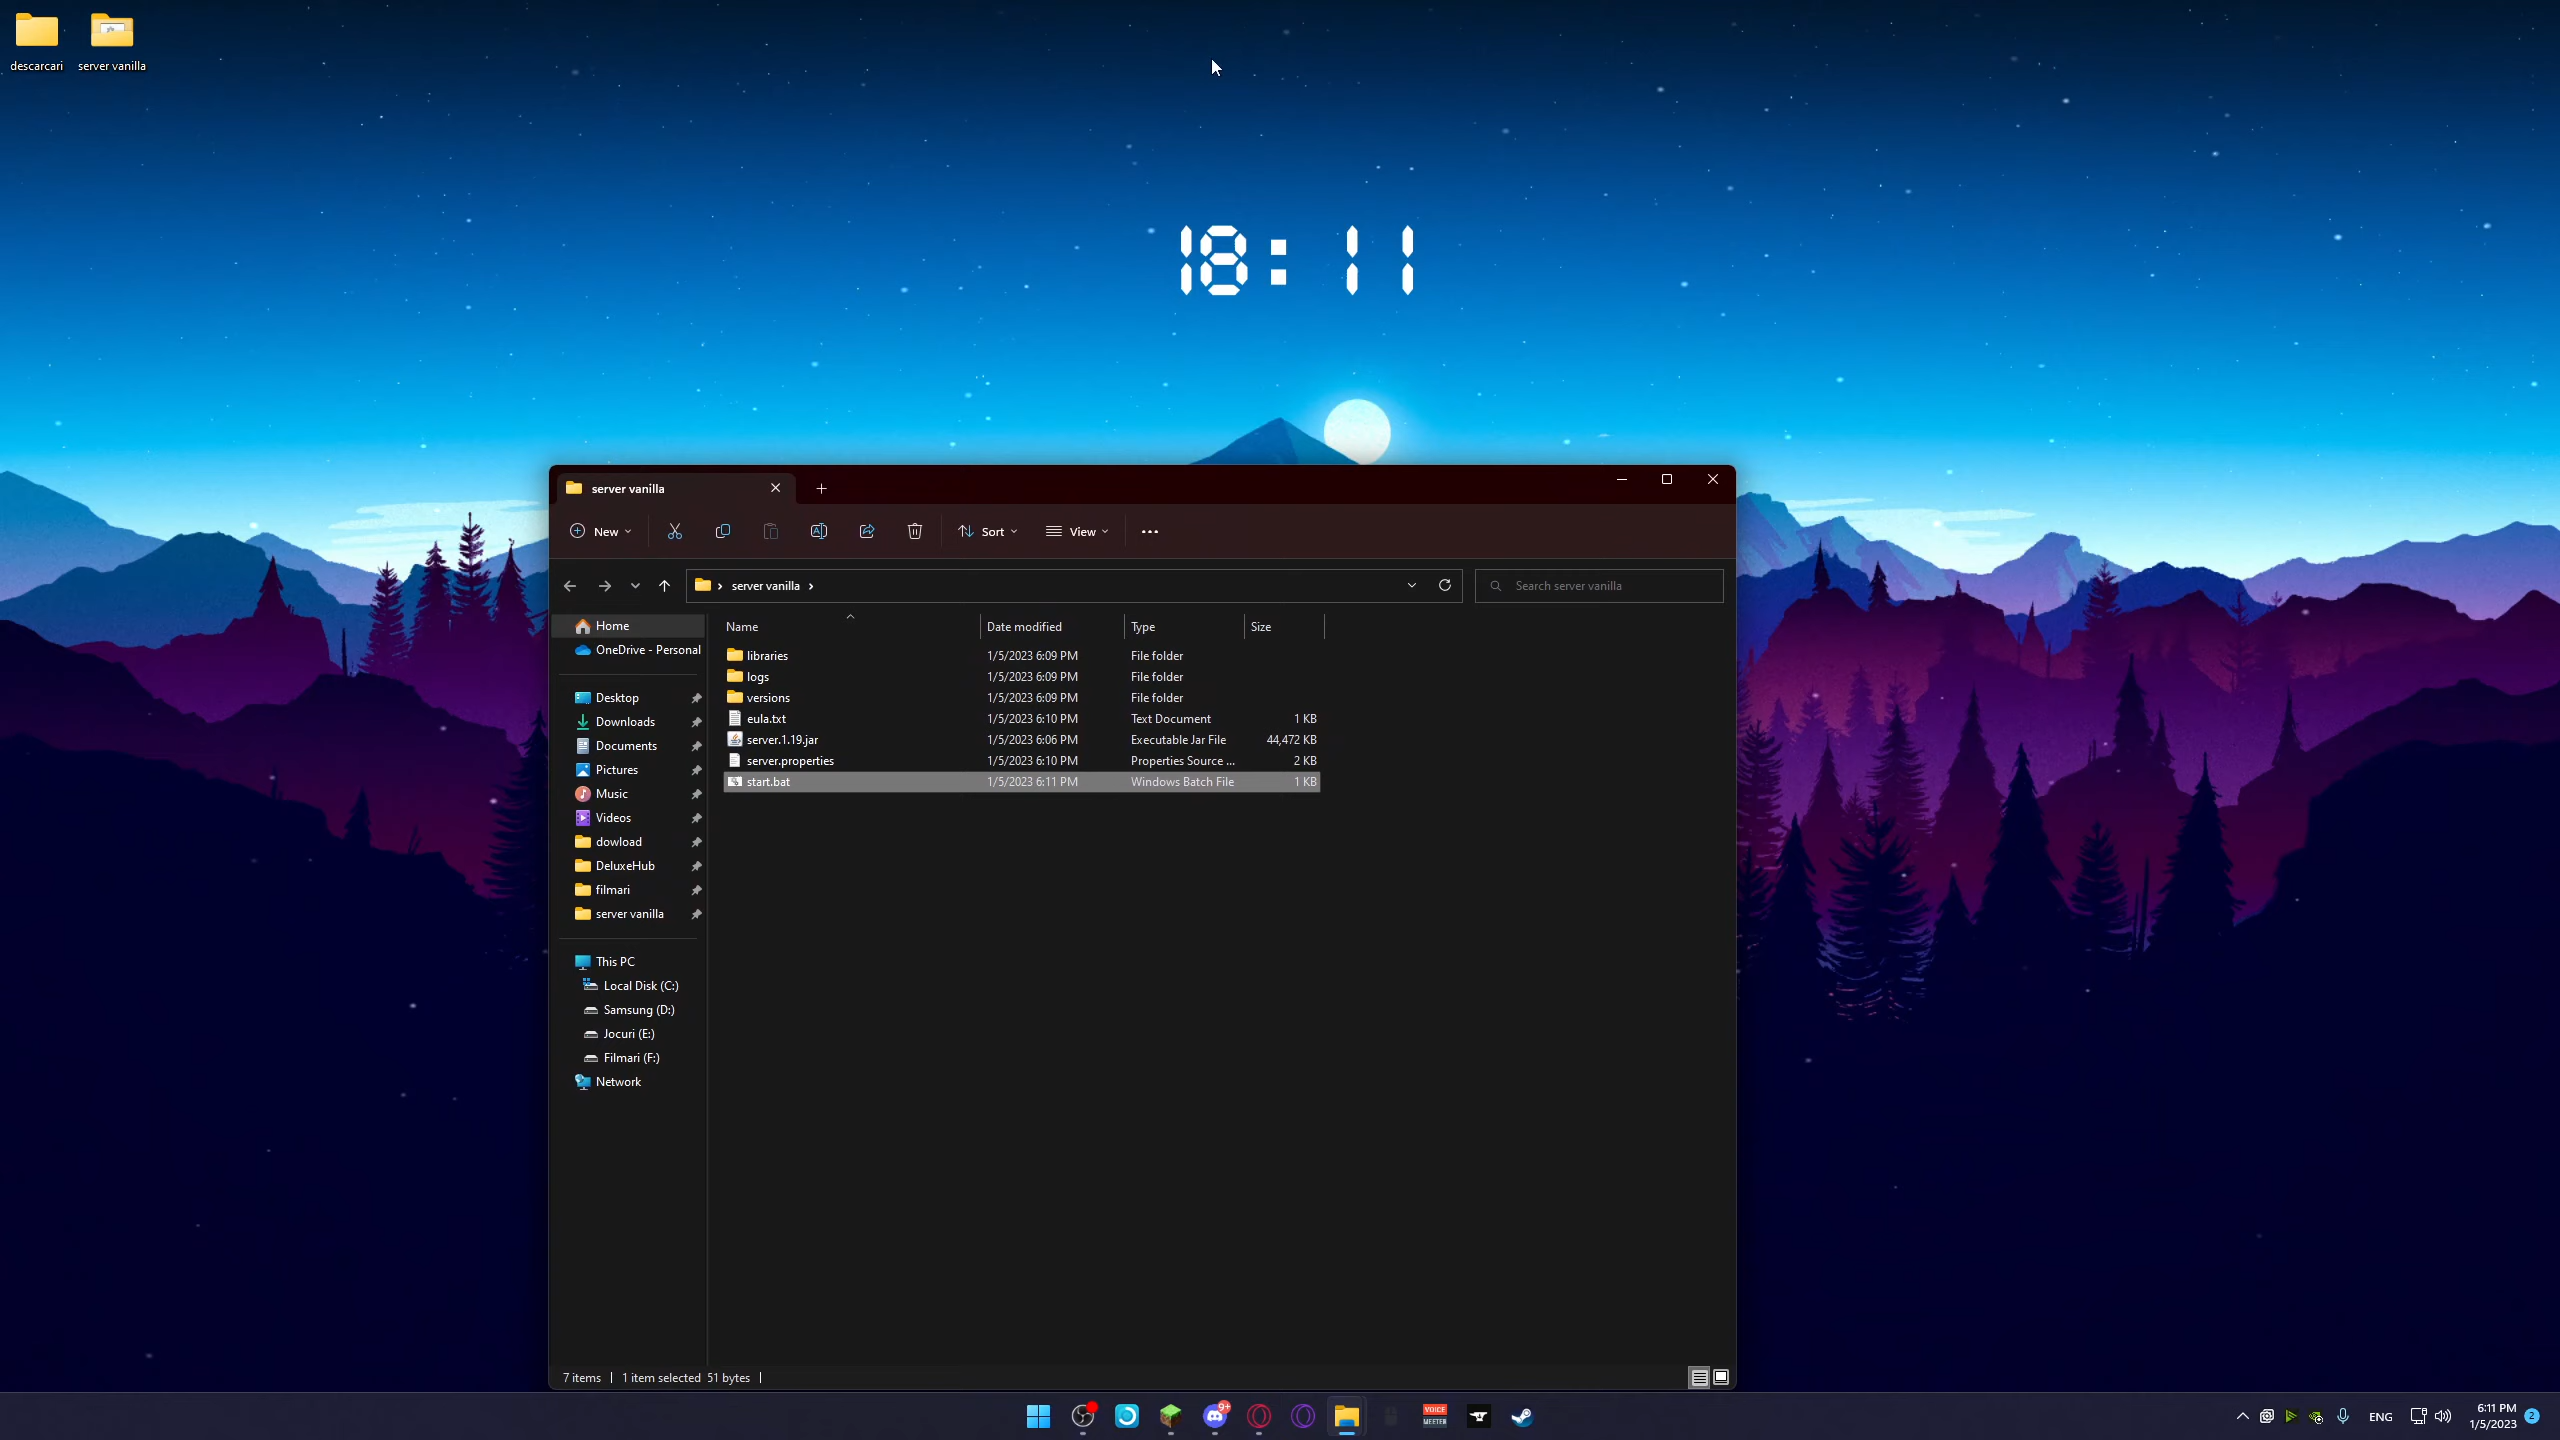 descarcari
server vanilla
18: 11
server vanilla
New
Sort
View
server vanilla
Search server vanilla
Name
Date modified
Type
Size
Home
OneDrive - Personal
Desktop
Downloads
Documents
Pictures
Music
Videos
dowload
DeluxeHub
filmari
server vanilla
This PC
Local Disk (C:)
Samsung (D:)
Jocuri (E:)
Filmari (F:)
Network
libraries 1/5/2023 6:09 PM File folder
logs 1/5/2023 6:09 PM File folder
versions 1/5/2023 6:09 PM File folder
eula.txt 1/5/2023 6:10 PM Text Document 1 KB
server.1.19.jar 1/5/2023 6:06 PM Executable Jar File 44,472 KB
server.properties 1/5/2023 6:10 PM Properties Source ... 2 KB
start.bat 1/5/2023 6:11 PM Windows Batch File 1 KB
7 items 1 item selected 51 bytes
9+
VOICE
MEETER
ENG
6:11 PM
1/5/2023
2